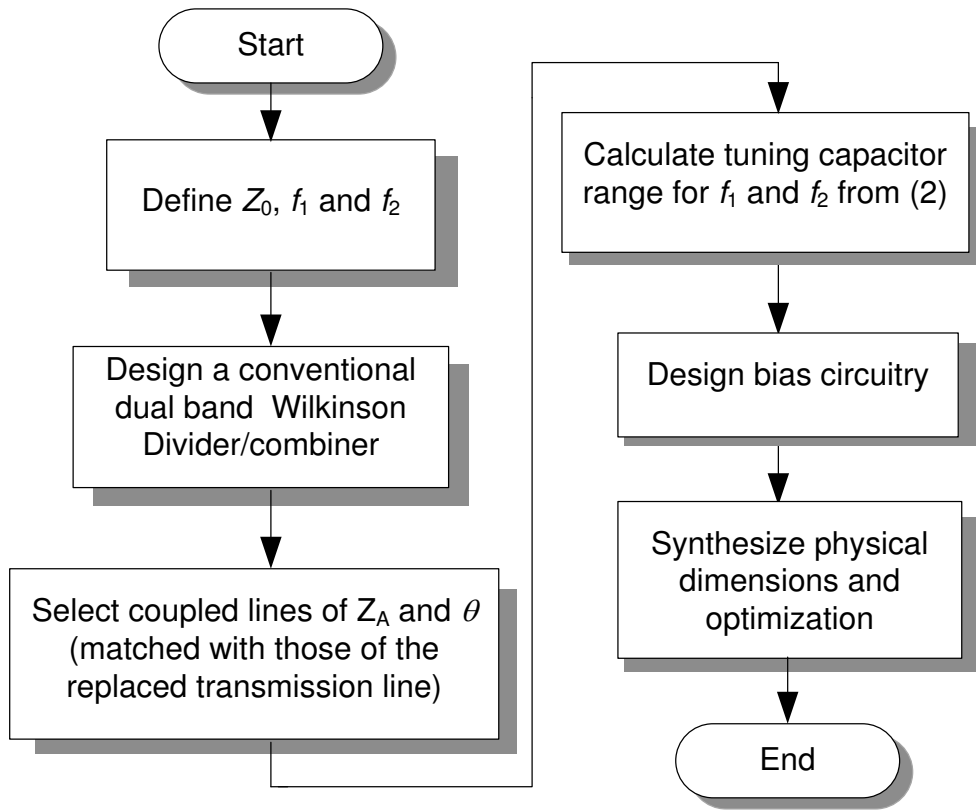 Start
Define Z₀, f₁ and f₂
Design a conventional
dual band Wilkinson
Divider/combiner
Select coupled lines of Z_A and θ
(matched with those of the
replaced transmission line)
Calculate tuning capacitor
range for f₁ and f₂ from (2)
Design bias circuitry
Synthesize physical
dimensions and
optimization
End